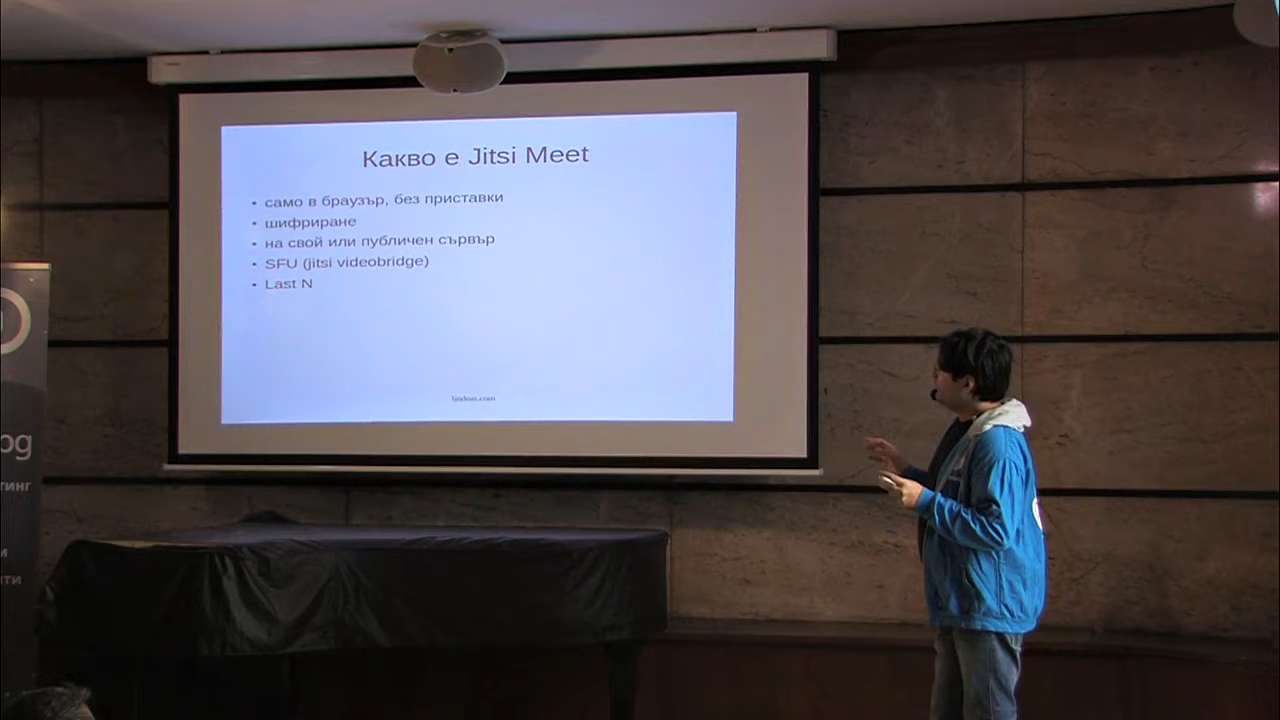 Какво е Jitsi Meet
• само в браузър, без приставки
• шифриране
• на свой или публичен сървър
• SFU (jitsi videobridge)
• Last N